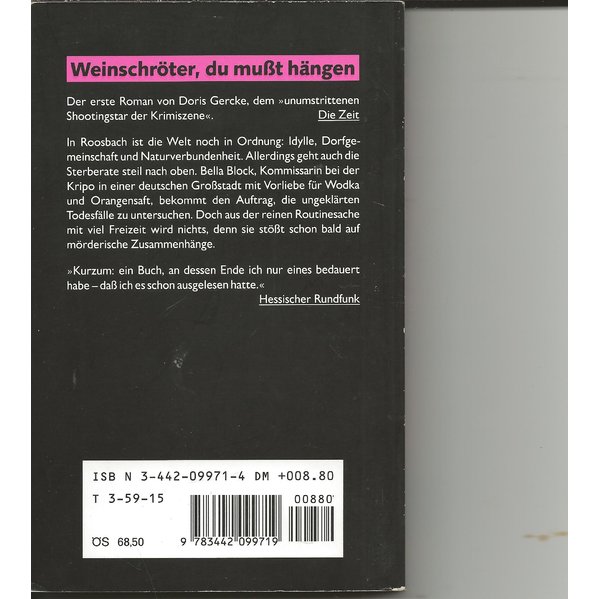 Weinschröter, du mußt hängen
Der erste Roman von Doris Gercke, dem »unumstrittenen
Shootingstar der Krimiszene«. Die Zeit
In Roosbach ist die Welt noch in Ordnung: Idylle, Dorfge-
meinschaft und Naturverbundenheit. Allerdings geht auch die
Sterberate steil nach oben. Bella Block, Kommissarin bei der
Kripo in einer deutschen Großstadt mit Vorliebe für Wodka
und Orangensaft, bekommt den Auftrag, die ungeklärten
Todesfälle zu untersuchen. Doch aus der reinen Routinesache
mit viel Freizeit wird nichts, denn sie stößt schon bald auf
mörderische Zusammenhänge.
»Kurzum: ein Buch, an dessen Ende ich nur eines bedauert
habe – daß ich es schon ausgelesen hatte.«
Hessischer Rundfunk
ISB N 3-442-09971-4 DM +008.80
T 3-59-15 00880
ÖS 68,50 9 783442 099719